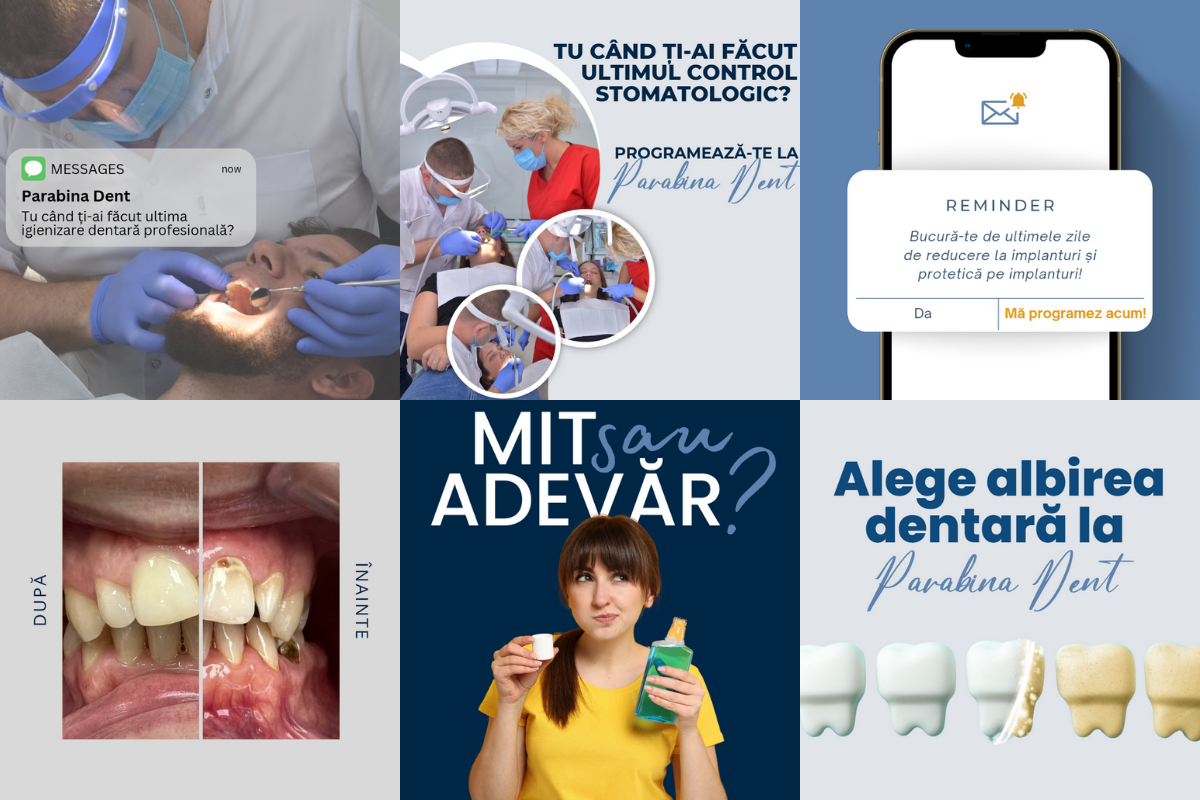 MESSAGES
now
Parabina Dent
Tu când ți-ai făcut ultima
igienizare dentară profesională?
TU CÂND ȚI-AI FĂCUT
ULTIMUL CONTROL
STOMATOLOGIC?
PROGRAMEAZĂ-TE LA
Parabina Dent
REMINDER
Bucură-te de ultimele zile
de reducere la implanturi și
protetică pe implanturi!
Da
Mă programez acum!
DUPĂ
ÎNAINTE
MIT sau
ADEVĂR?
Alege albirea
dentară la
Parabina Dent